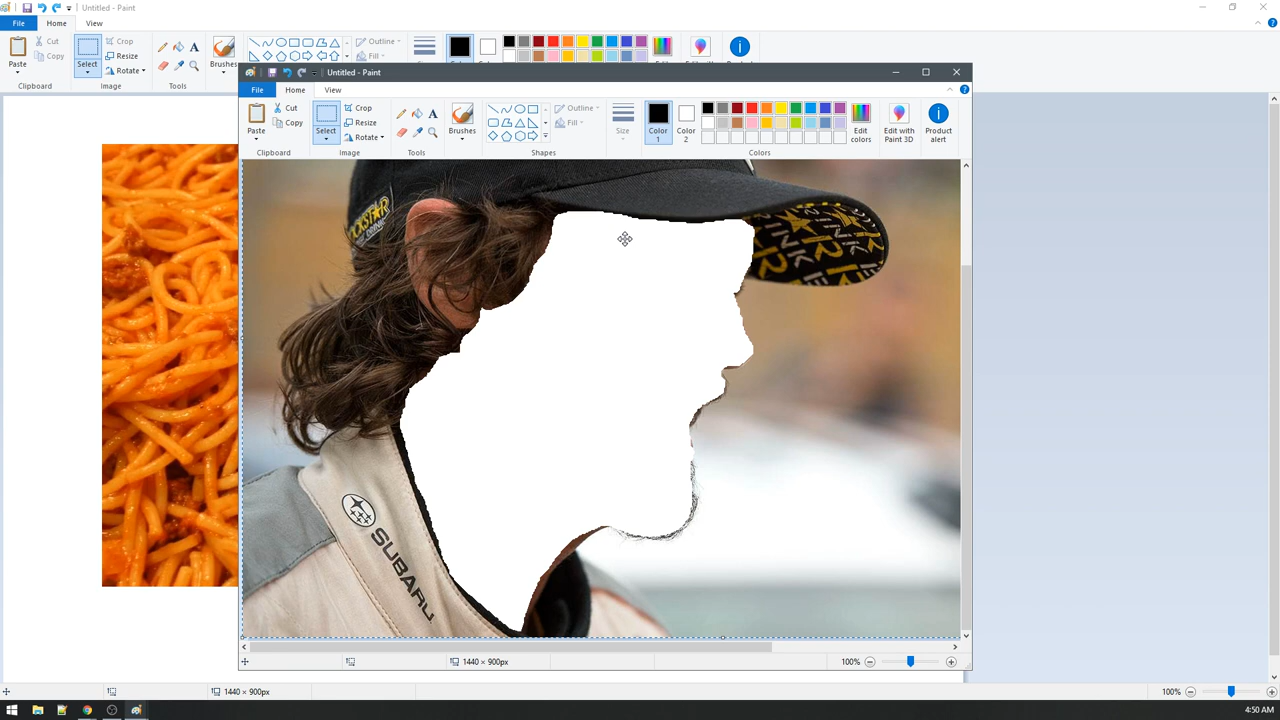 Untitled - Paint
File Home View
Paste Cut Copy
Clipboard
Select Crop Resize Rotate
Image
A
Tools
Brushes
Outline
Fill
Untitled - Paint
File Home View
Paste Cut Copy
Clipboard
Select Crop Resize Rotate
Image
A
Tools
Brushes
Outline
Fill
Shapes
Size
Color 1
Color 2
Edit colors
Colors
Edit with Paint 3D
Product alert
SUBARU
1440 × 900px
100%
1440 × 900px
100%
4:50 AM